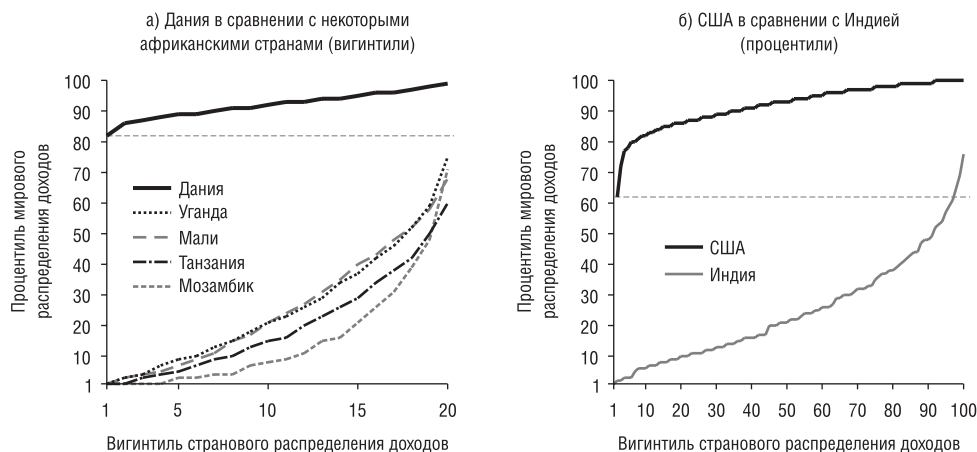 а) Дания в сравнении с некоторыми
африканскими странами (вигинтили)
Процентиль мирового
распределения доходов
100
90
80
70
60
50
40
30
20
10
1
Дания
Уганда
Мали
Танзания
Мозамбик
1 5 10 15 20
Вигинтиль странового распределения доходов
б) США в сравнении с Индией
(процентили)
Процентиль мирового
распределения доходов
100
90
80
70
60
50
40
30
20
10
1
США
Индия
1 10 20 30 40 50 60 70 80 90 100
Вигинтиль странового распределения доходов